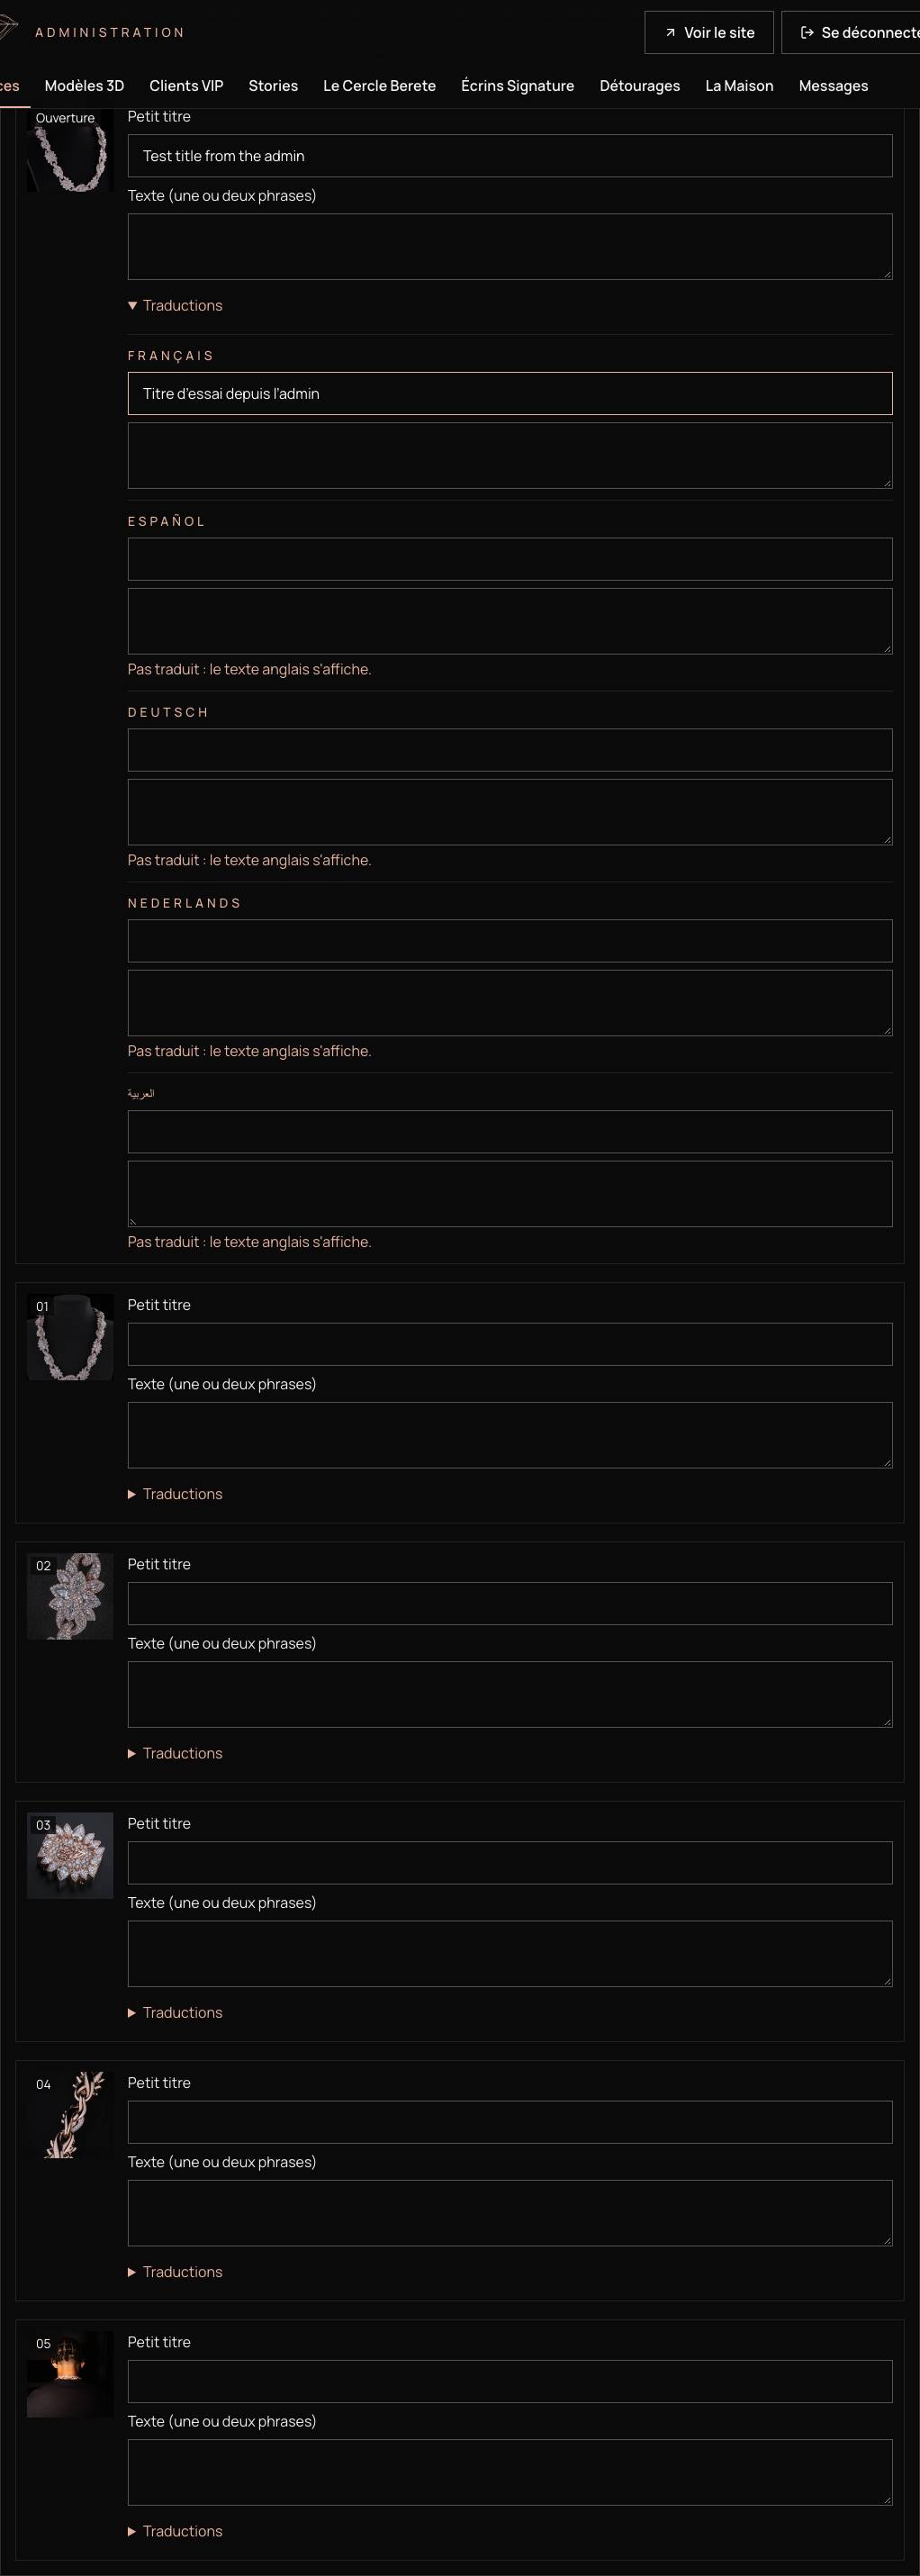 ADMINISTRATION
Voir le site
Se déconnecte
ces
Modèles 3D
Clients VIP
Stories
Le Cercle Berete
Écrins Signature
Détourages
La Maison
Messages
Ouverture
Petit titre
Test title from the admin
Texte (une ou deux phrases)
Traductions
FRANÇAIS
Titre d'essai depuis l'admin
ESPAÑOL
Pas traduit : le texte anglais s'affiche.
DEUTSCH
Pas traduit : le texte anglais s'affiche.
NEDERLANDS
Pas traduit : le texte anglais s'affiche.
العربية
Pas traduit : le texte anglais s'affiche.
01
Petit titre
Texte (une ou deux phrases)
Traductions
02
Petit titre
Texte (une ou deux phrases)
Traductions
03
Petit titre
Texte (une ou deux phrases)
Traductions
04
Petit titre
Texte (une ou deux phrases)
Traductions
05
Petit titre
Texte (une ou deux phrases)
Traductions